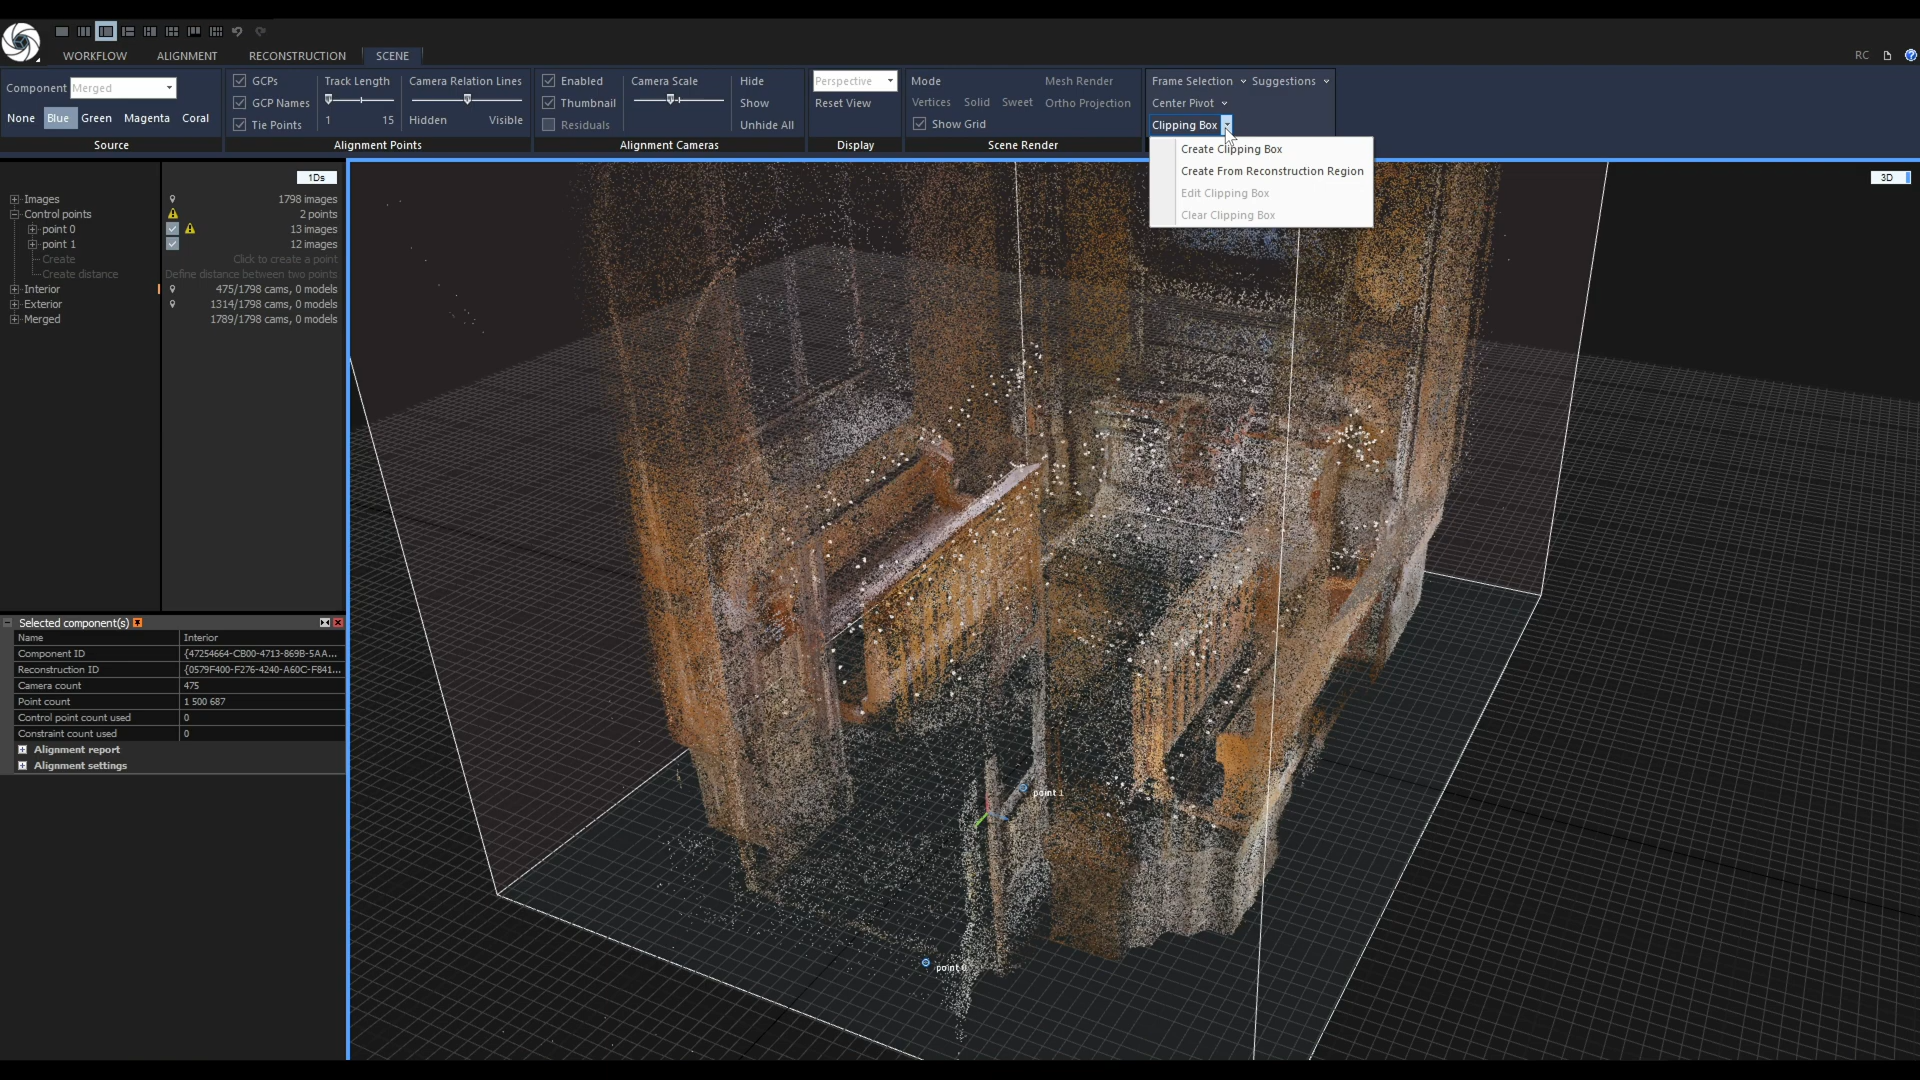 WORKFLOW ALIGNMENT RECONSTRUCTION SCENE
RC
Component Merged
None Blue Green Magenta Coral
Source
GCPs
GCP Names
Tie Points
Track Length
1 15
Camera Relation Lines
Hidden Visible
Alignment Points
Enabled
Thumbnail
Residuals
Camera Scale
Hide
Show
Unhide All
Alignment Cameras
Perspective
Reset View
Display
Mode
Vertices Solid Sweet
Show Grid
Mesh Render
Ortho Projection
Scene Render
Frame Selection Suggestions
Center Pivot
Clipping Box
Create Clipping Box
Create From Reconstruction Region
Edit Clipping Box
Clear Clipping Box
1Ds
3D
Images 1798 images
Control points 2 points
point 0 13 images
point 1 12 images
Create Click to create a point
Create distance Define distance between two points
Interior 475/1798 cams, 0 models
Exterior 1314/1798 cams, 0 models
Merged 1789/1798 cams, 0 models
Selected component(s)
Name Interior
Component ID {47254664-CB00-4713-869B-5AA...
Reconstruction ID {0579F400-F276-4240-A60C-F841...
Camera count 475
Point count 1 500 687
Control point count used 0
Constraint count used 0
Alignment report
Alignment settings
point 1
point 0